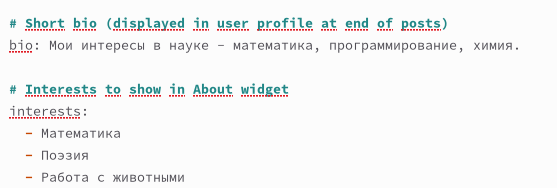 # Short bio (displayed in user profile at end of posts)
bio: Мои интересы в науке – математика, программирование, химия.
# Interests to show in About widget
interests:
– Математика
– Поэзия
– Работа с животными